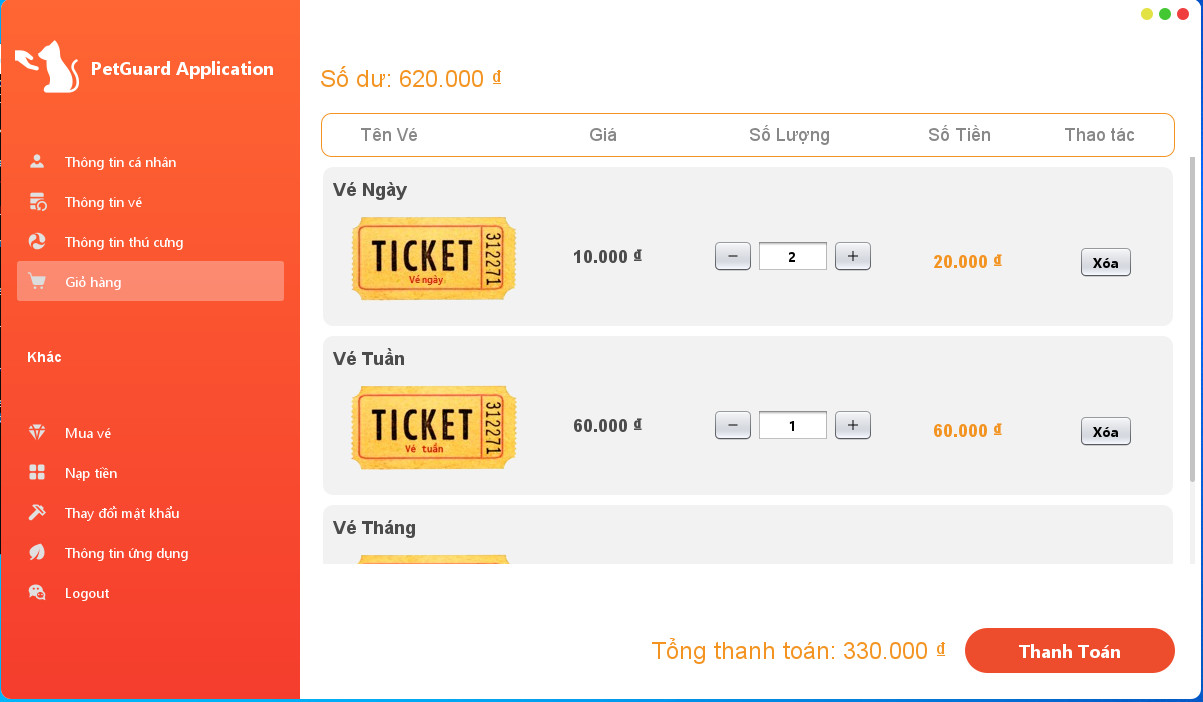 PetGuard Application
Thông tin cá nhân
Thông tin vé
Thông tin thú cưng
Giỏ hàng
Khác
Mua vé
Nạp tiền
Thay đổi mật khẩu
Thông tin ứng dụng
Logout
Số dư: 620.000 ₫
Tên Vé Giá Số Lượng Số Tiền Thao tác
Vé Ngày
TICKET 312271
Vé ngày
10.000 ₫ − 2 + 20.000 ₫ Xóa
Vé Tuần
TICKET 312271
Vé tuần
60.000 ₫ − 1 + 60.000 ₫ Xóa
Vé Tháng
Tổng thanh toán: 330.000 ₫ Thanh Toán